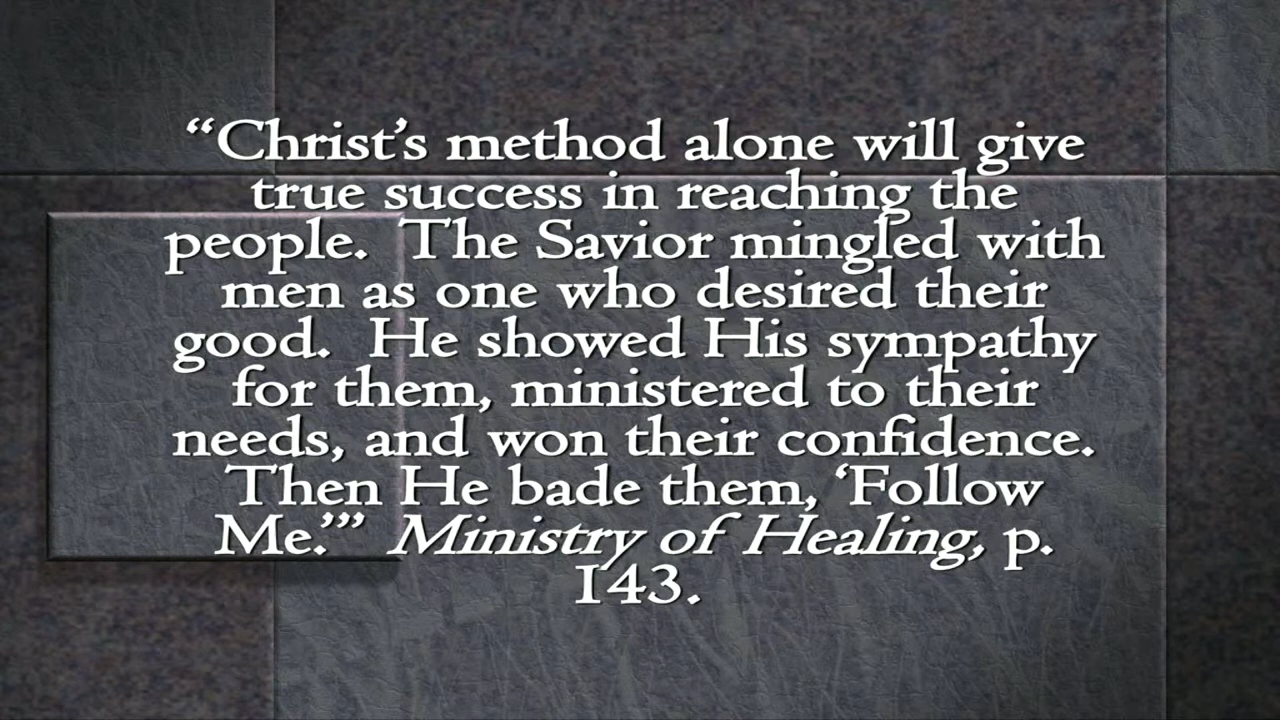 “Christ’s method alone will give
true success in reaching the
people.  The Savior mingled with
men as one who desired their
good.  He showed His sympathy
for them, ministered to their
needs, and won their confidence.
Then He bade them, ‘Follow
Me.’” Ministry of Healing, p.
143.